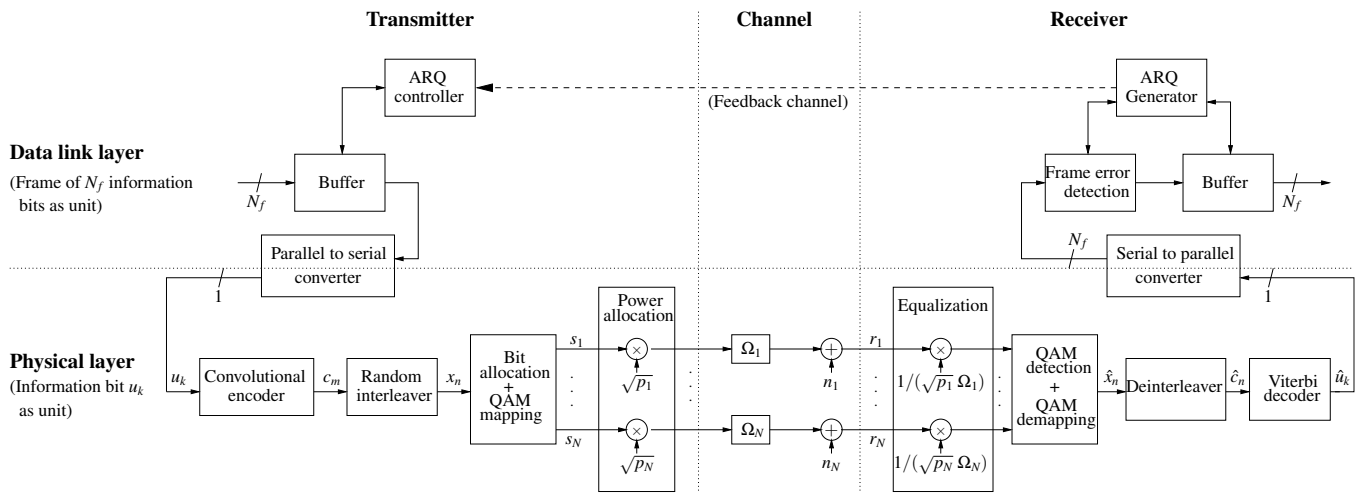 Transmitter
Channel
Receiver
ARQ
controller
(Feedback channel)
ARQ
Generator
Data link layer
(Frame of N_f information
bits as unit)
N_f
Buffer
Frame error
detection
Buffer
N_f
Parallel to serial
converter
1
N_f
Serial to parallel
converter
1
Power
allocation
Equalization
Physical layer
(Information bit u_k
as unit)
u_k
Convolutional
encoder
c_m
Random
interleaver
x_n
Bit
allocation
+
QAM
mapping
s_1
×
√p_1
Ω_1
+
n_1
r_1
×
1/(√p_1 Ω_1)
s_N
×
√p_N
Ω_N
+
n_N
r_N
×
1/(√p_N Ω_N)
QAM
detection
+
QAM
demapping
x̂_n
Deinterleaver
ĉ_n
Viterbi
decoder
û_k